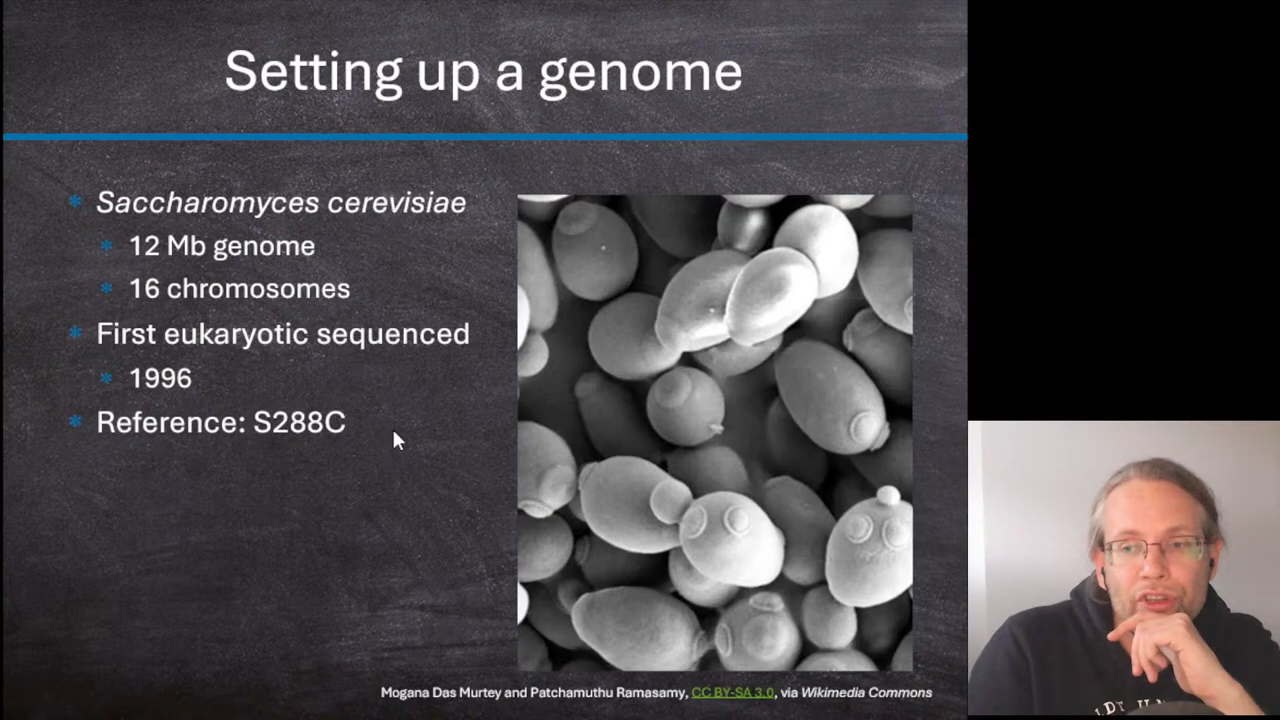 Setting up a genome
* Saccharomyces cerevisiae
* 12 Mb genome
* 16 chromosomes
* First eukaryotic sequenced
* 1996
* Reference: S288C
Mogana Das Murtey and Patchamuthu Ramasamy, CC BY-SA 3.0, via Wikimedia Commons